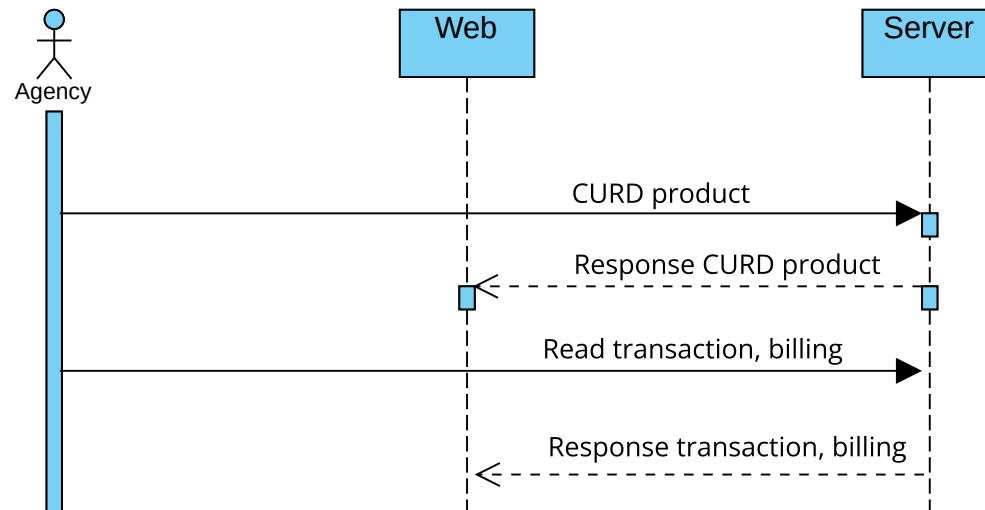 Web
Server
Agency
CURD product
Response CURD product
Read transaction, billing
Response transaction, billing